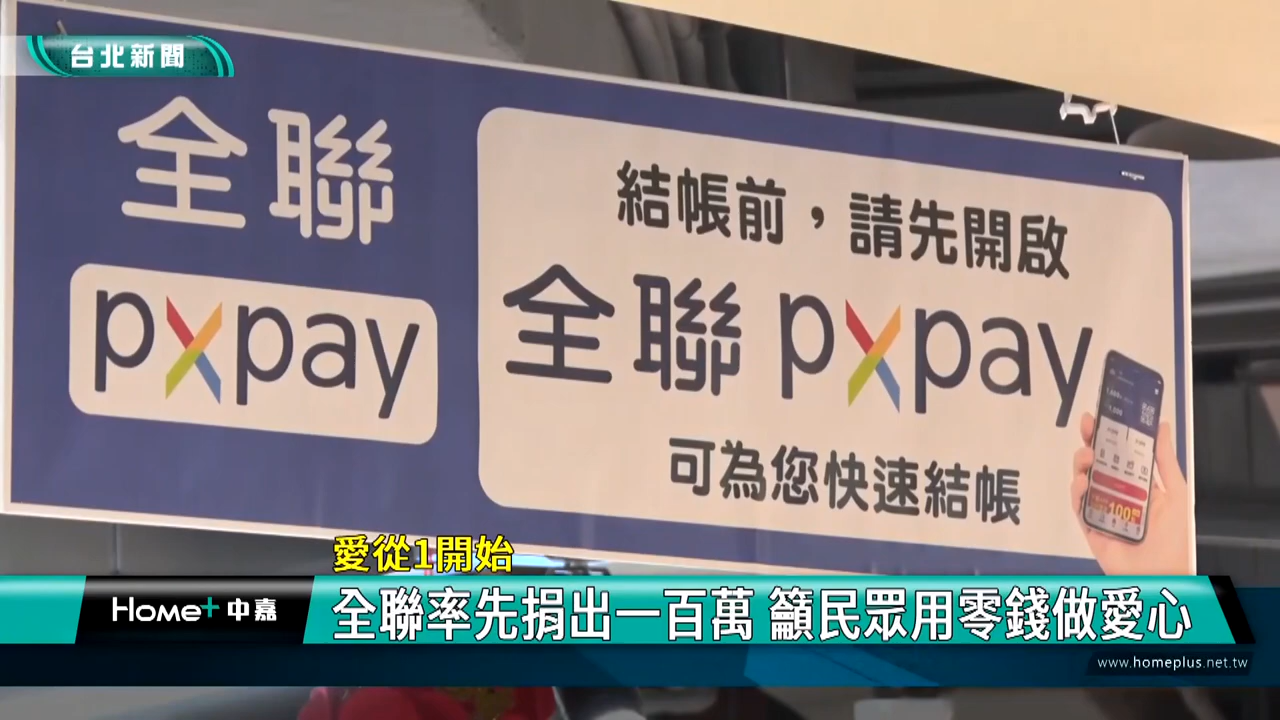 台北新聞
全聯
pxpay
結帳前，請先開啟
全聯 pxpay
可為您快速結帳
100
愛從1開始
Home+中嘉
全聯率先捐出一百萬 籲民眾用零錢做愛心
www.homeplus.net.tw